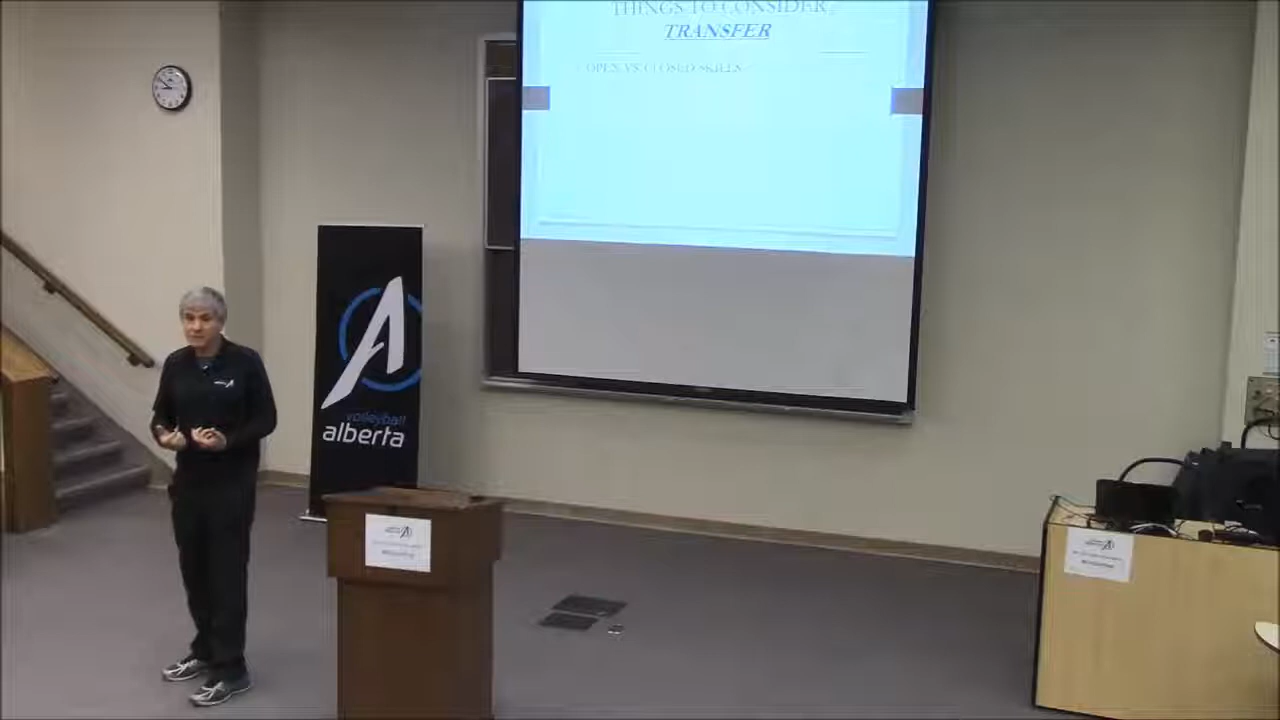 THINGS TO CONSIDER:
TRANSFER
OPEN VS. CLOSED SKILLS
volleyball
alberta